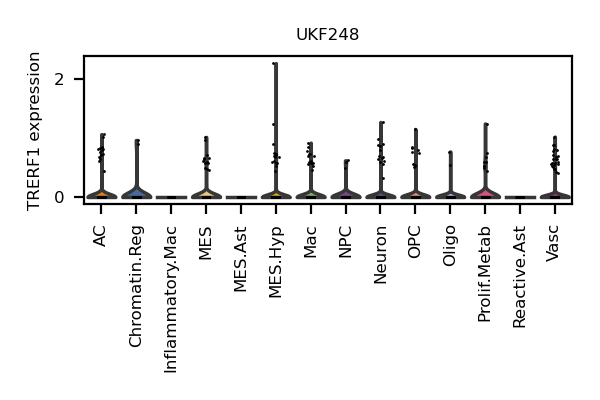 UKF248
TRERF1 expression
2
0
AC
Chromatin.Reg
Inflammatory.Mac
MES
MES.Ast
MES.Hyp
Mac
NPC
Neuron
OPC
Oligo
Prolif.Metab
Reactive.Ast
Vasc